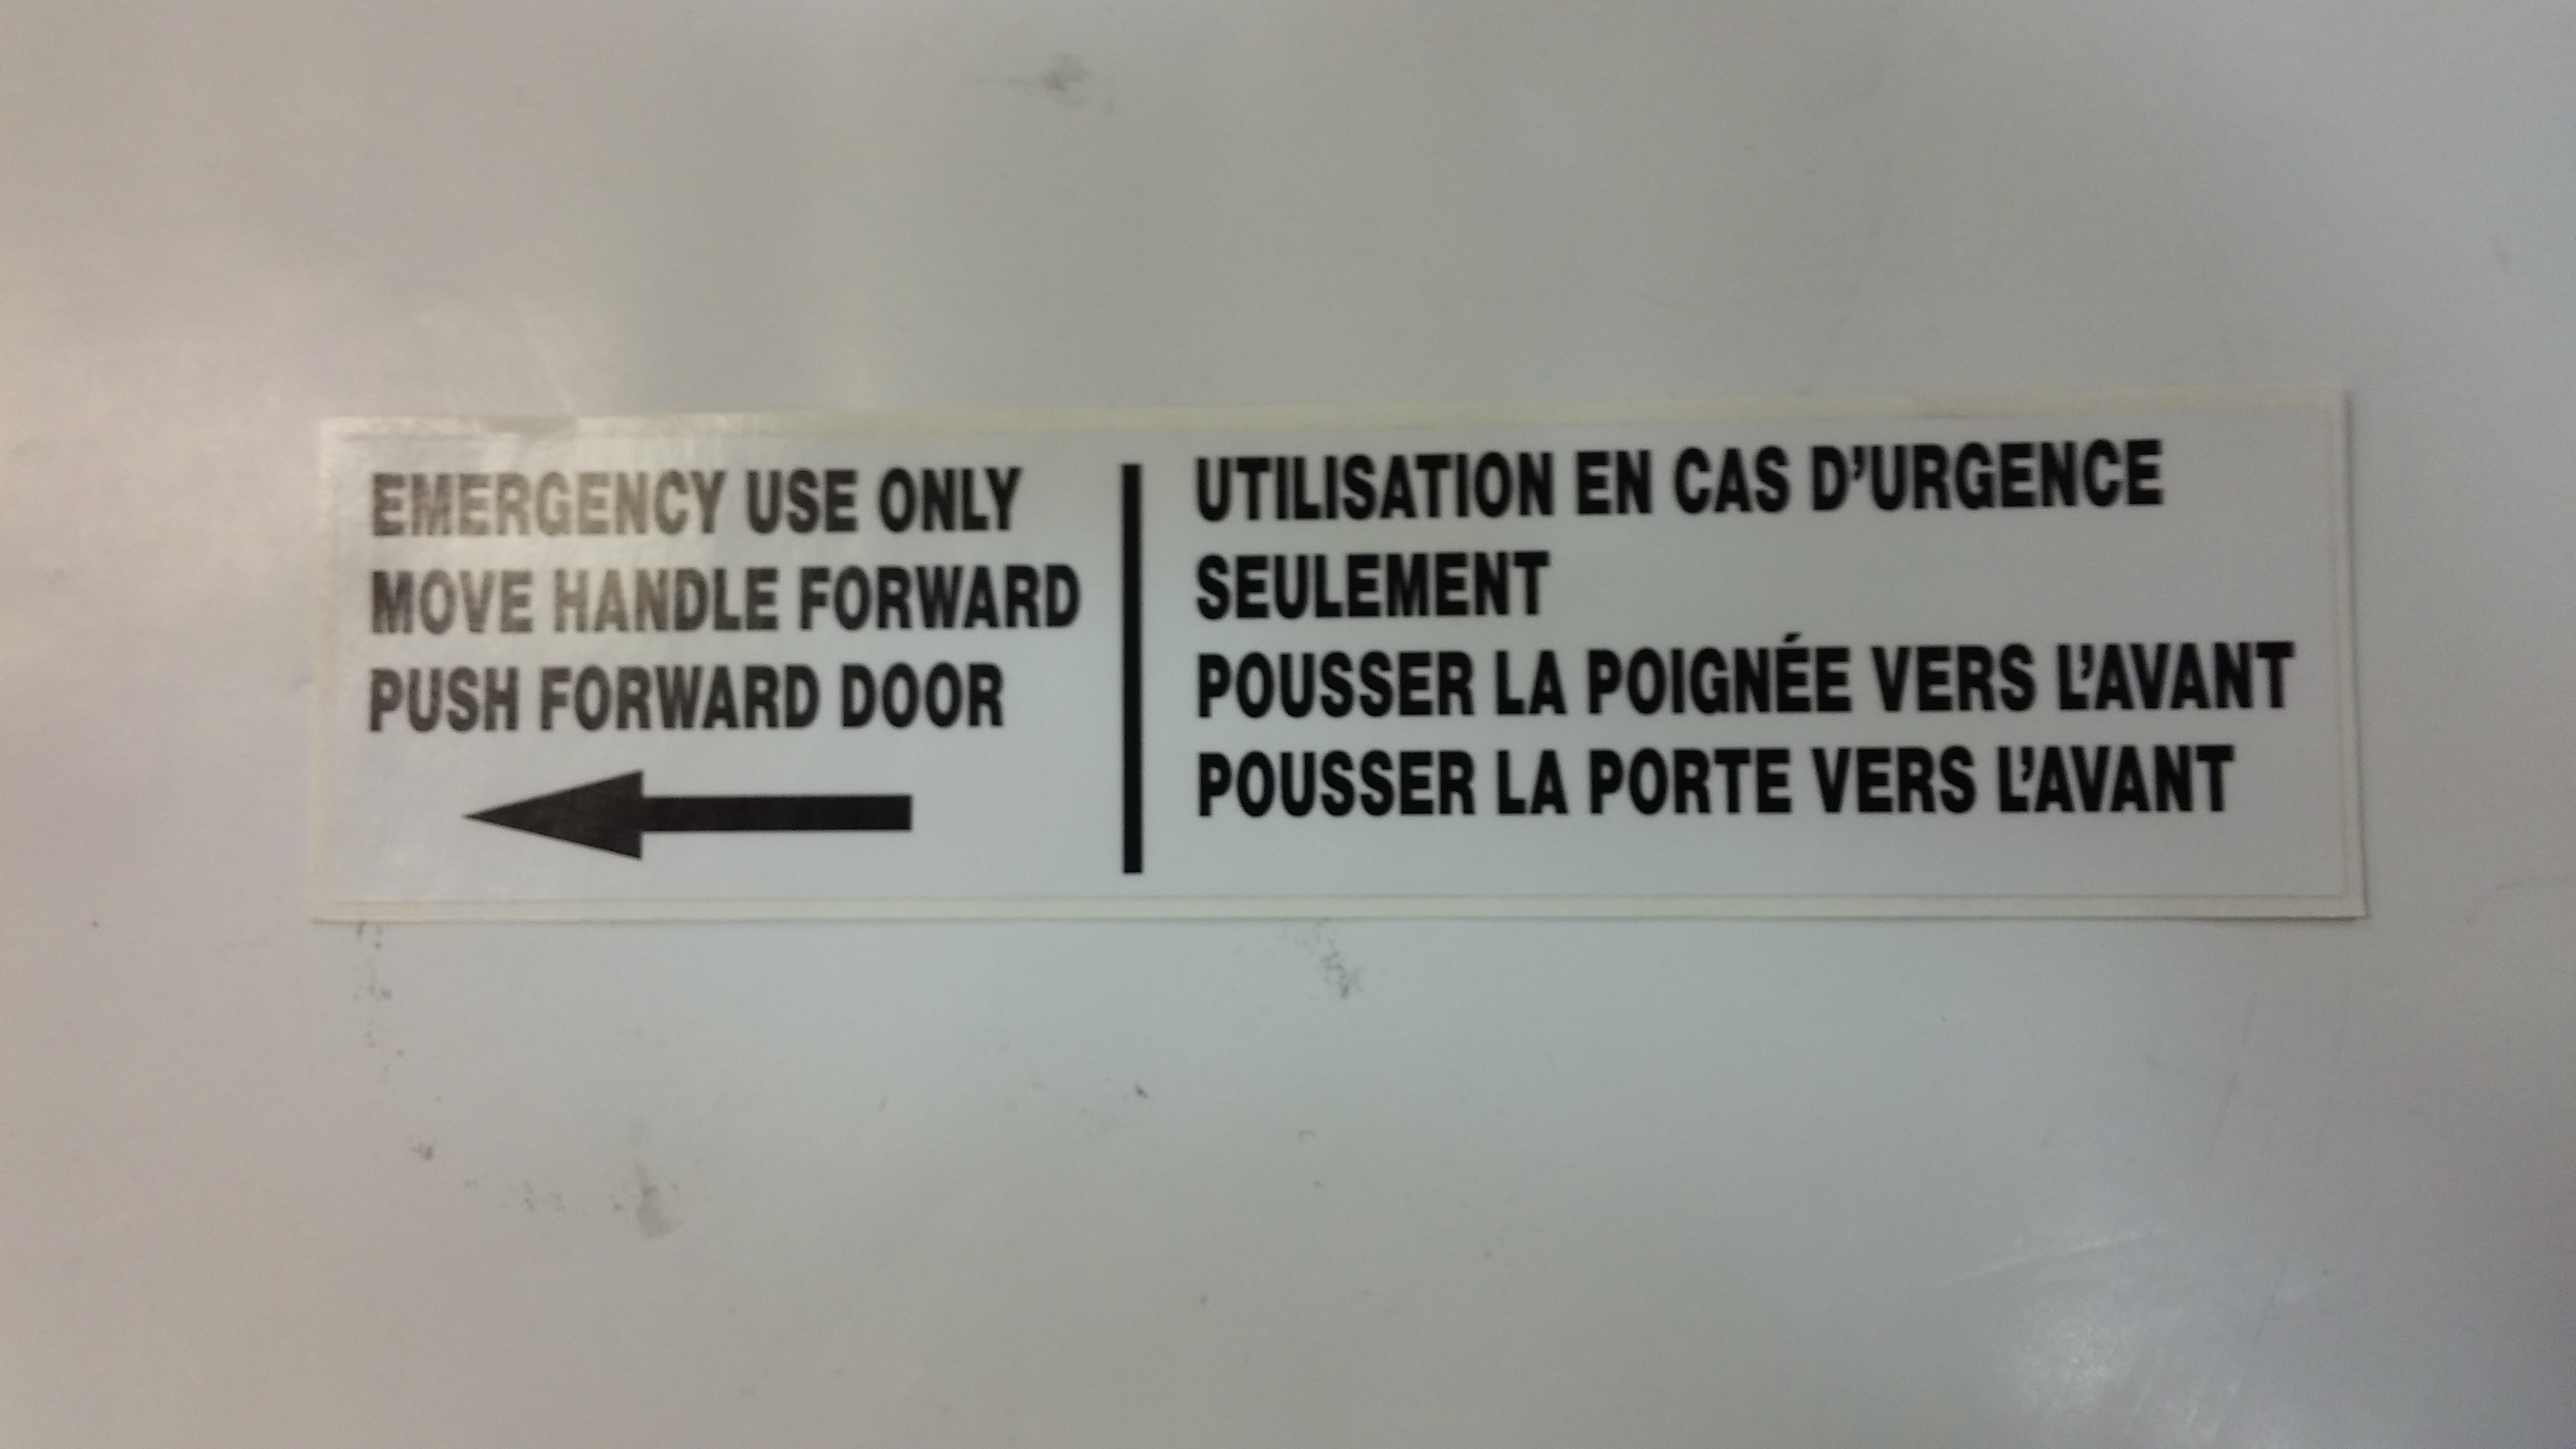 EMERGENCY USE ONLY
MOVE HANDLE FORWARD
PUSH FORWARD DOOR
UTILISATION EN CAS D'URGENCE
SEULEMENT
POUSSER LA POIGNÉE VERS L'AVANT
POUSSER LA PORTE VERS L'AVANT